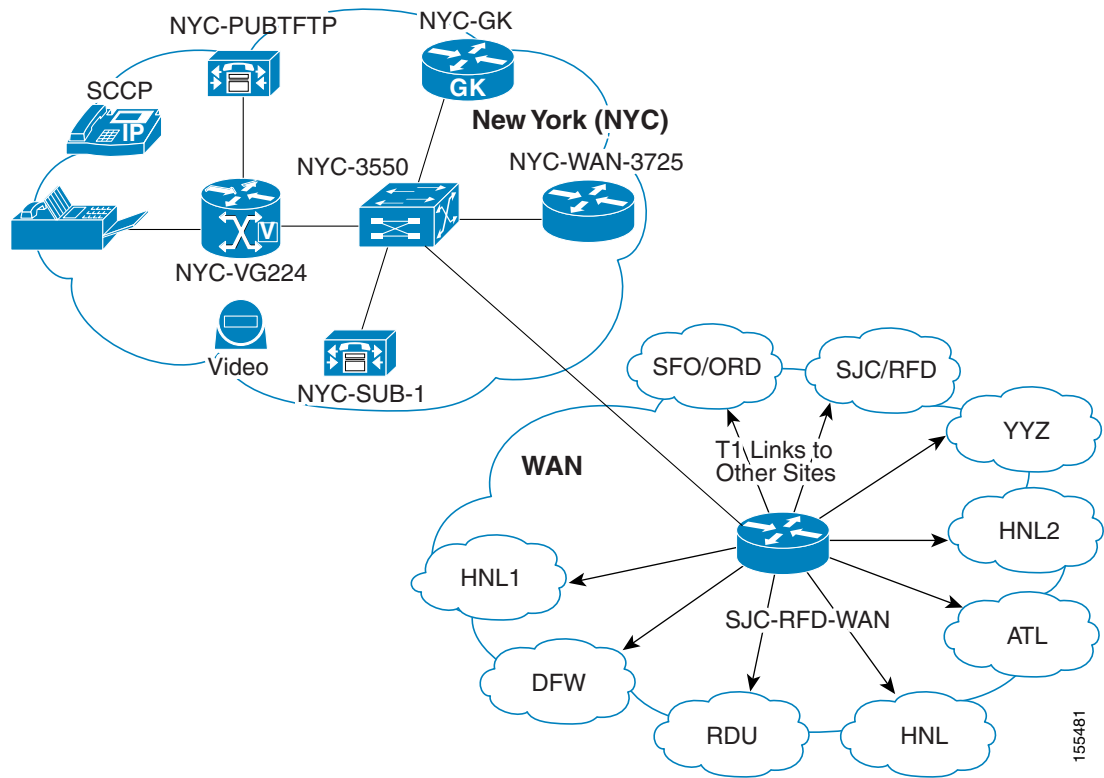 NYC-PUBTFTP
NYC-GK
SCCP
IP
GK
New York (NYC)
NYC-3550
NYC-WAN-3725
V
NYC-VG224
Video
NYC-SUB-1
SFO/ORD
SJC/RFD
YYZ
T1 Links to
Other Sites
WAN
HNL2
HNL1
SJC-RFD-WAN
ATL
DFW
RDU
HNL
155481